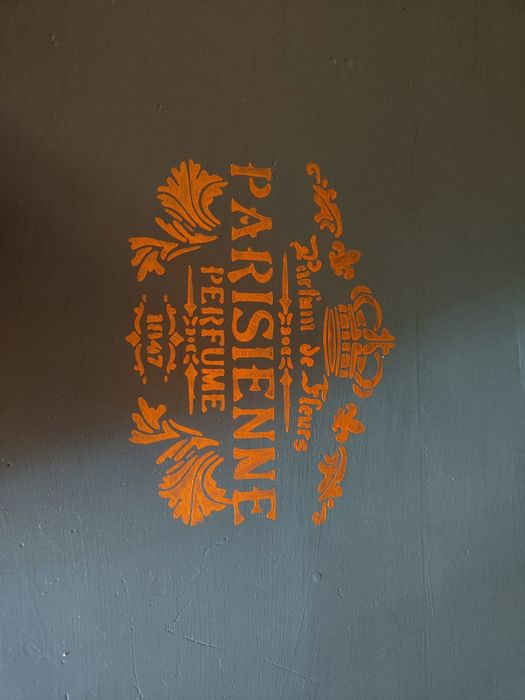 Parfum de Fleurs
PARISIENNE
PERFUME
1847